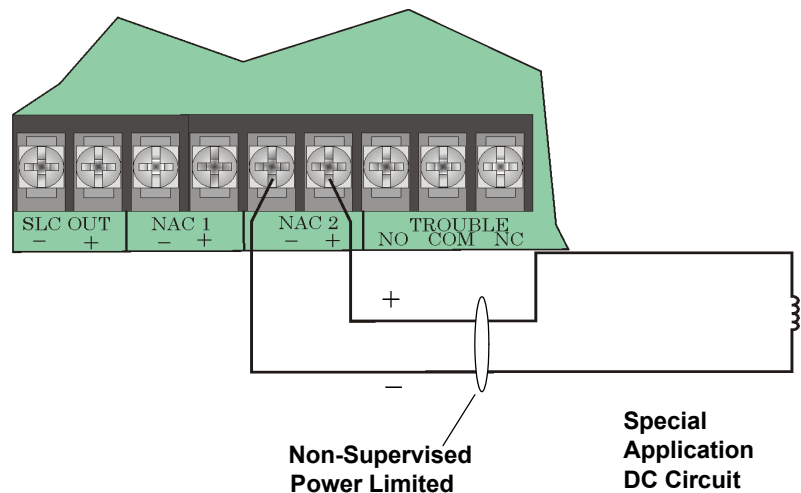 SLC OUT NAC 1 NAC 2 TROUBLE
− + − + − + NO COM NC
+
−
Non-Supervised
Power Limited
Special
Application
DC Circuit